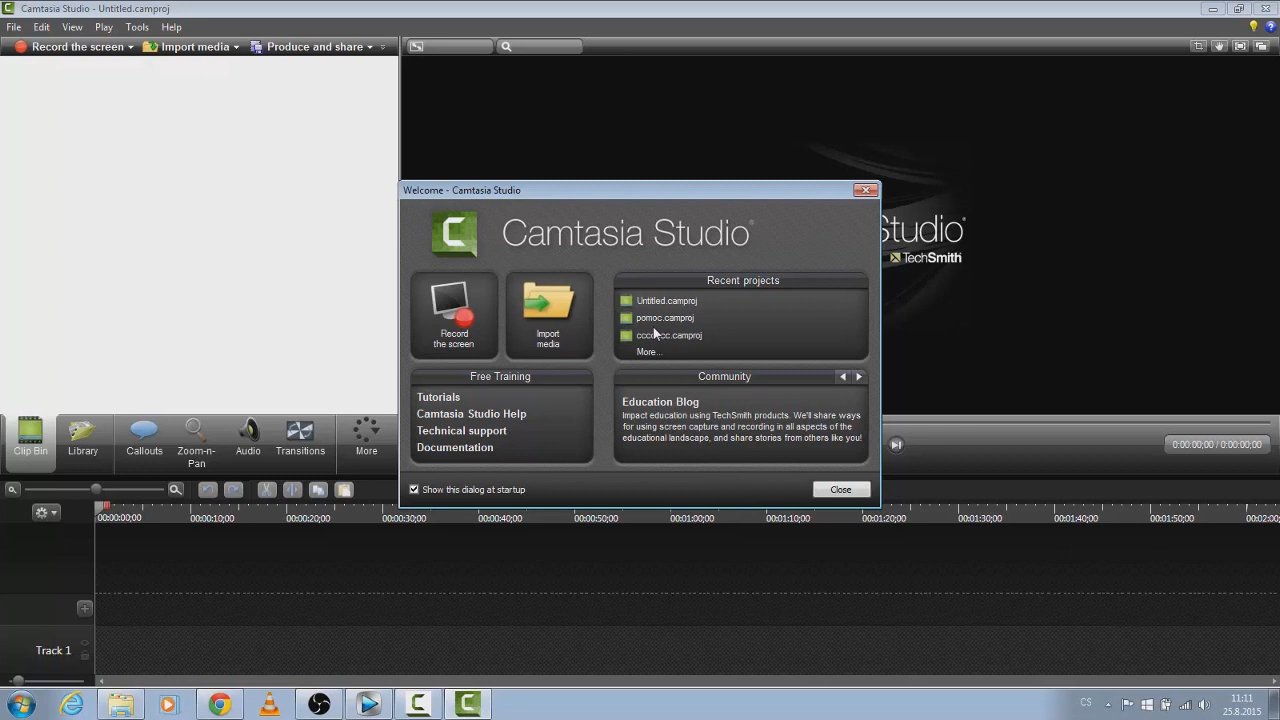 Camtasia Studio - Untitled.camproj
File Edit View Play Tools Help
Record the screen Import media Produce and share
Welcome - Camtasia Studio
Camtasia Studio®
Studio®
TechSmith
Record
the screen
Import
media
Recent projects
Untitled.camproj
pomoc.camproj
More...
Free Training
Tutorials
Camtasia Studio Help
Technical support
Documentation
Community
Education Blog
Impact education using TechSmith products. We'll share ways
for using screen capture and recording in all aspects of the
educational landscape, and share stories from others like you!
Show this dialog at startup
Close
Clip Bin
Library
Callouts
Zoom-n-
Pan
Audio
Transitions
More
0:00:00;00 / 0:00:00;00
00:00:00;00 00:00:10;00 00:00:20;00 00:00:30;00 00:00:40;00 00:00:50;00 00:01:00;00 00:01:10;00 00:01:20;00 00:01:30;00 00:01:40;00 00:01:50;00 00:02:00;
Track 1
CS
11:11
25.8.2015